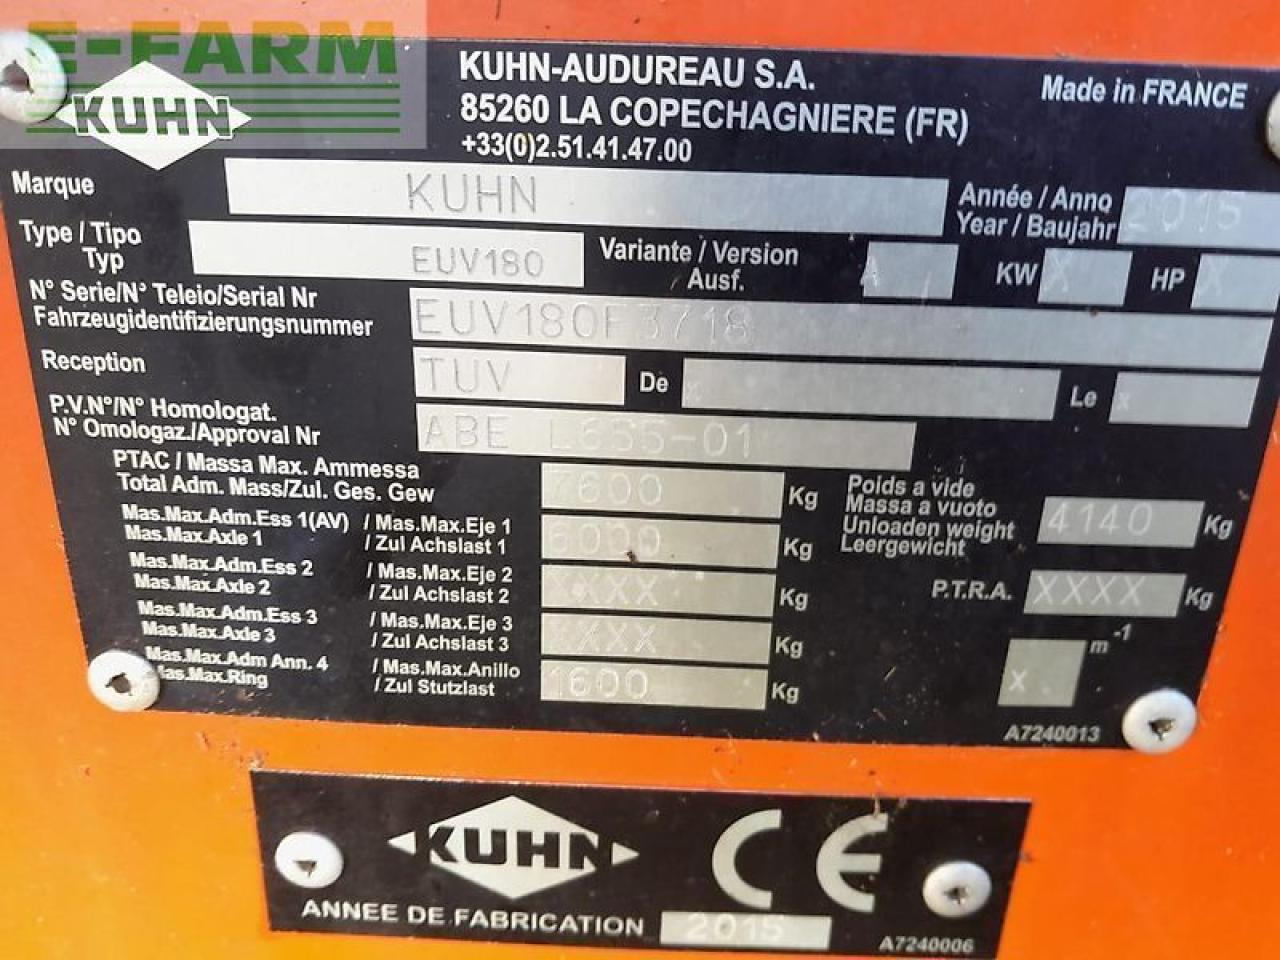 E-FARM
KUHN
KUHN-AUDUREAU S.A.
85260 LA COPECHAGNIERE (FR)
+33(0)2.51.41.47.00
Made in FRANCE
Marque KUHN
Année / Anno
Year / Baujahr 2015
Type / Tipo
Typ EUV180
Variante / Version
Ausf. A
KW X HP X
N° Serie/N° Teleio/Serial Nr
Fahrzeugidentifizierungsnummer EUV180F3718
Reception TUV De x Le x
P.V.N°/N° Homologat.
N° Omologaz./Approval Nr ABE L665-01
PTAC / Massa Max. Ammessa
Total Adm. Mass/Zul. Ges. Gew 7600 Kg
Poids a vide
Massa a vuoto
Unloaden weight
Leergewicht 4140 Kg
Mas.Max.Adm.Ess 1(AV) / Mas.Max.Eje 1
Mas.Max.Axle 1 / Zul Achslast 1 6000 Kg
Mas.Max.Adm.Ess 2 / Mas.Max.Eje 2
Mas.Max.Axle 2 / Zul Achslast 2 XXXX Kg
P.T.R.A. XXXX Kg
Mas.Max.Adm.Ess 3 / Mas.Max.Eje 3
Mas.Max.Axle 3 / Zul Achslast 3 XXXX Kg
x m-1
Mas.Max.Adm Ann. 4 / Mas.Max.Anillo
Mas.Max.Ring / Zul Stutzlast 1600 Kg
A7240013
KUHN
CE
ANNEE DE FABRICATION 2015
A7240006